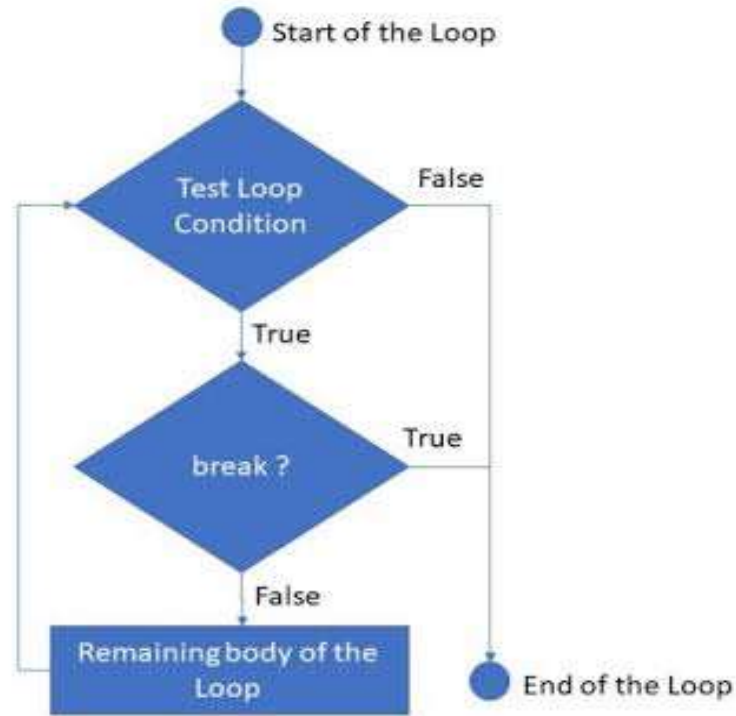 Start of the Loop
Test Loop
Condition
False
True
break ?
True
False
Remaining body of the
Loop
End of the Loop